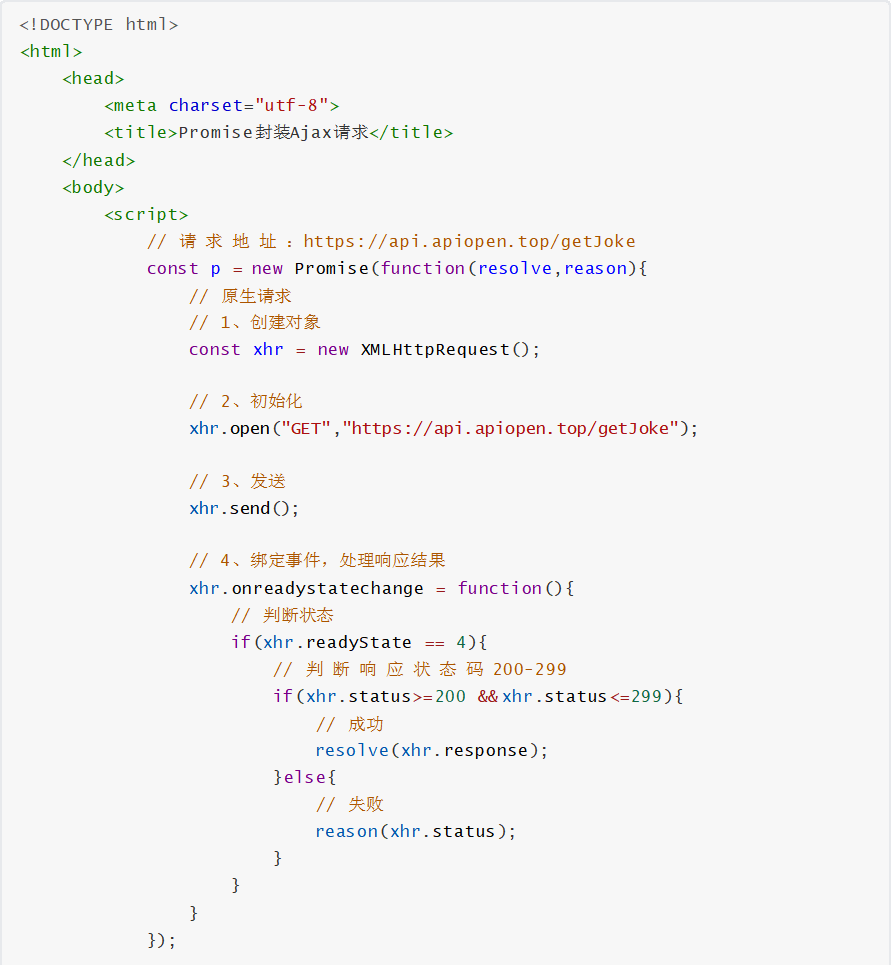 <!DOCTYPE html>
<html>
    <head>
        <meta charset="utf-8">
        <title>Promise封装Ajax请求</title>
    </head>
    <body>
        <script>
            // 请 求 地 址 ：https://api.apiopen.top/getJoke
            const p = new Promise(function(resolve,reason){
                // 原生请求
                // 1、创建对象
                const xhr = new XMLHttpRequest();

                // 2、初始化
                xhr.open("GET","https://api.apiopen.top/getJoke");

                // 3、发送
                xhr.send();

                // 4、绑定事件，处理响应结果
                xhr.onreadystatechange = function(){
                    // 判断状态
                    if(xhr.readyState == 4){
                        // 判 断 响 应 状 态 码 200-299
                        if(xhr.status>=200 &&xhr.status<=299){
                            // 成功
                            resolve(xhr.response);
                        }else{
                            // 失败
                            reason(xhr.status);
                        }
                    }
                }
            });